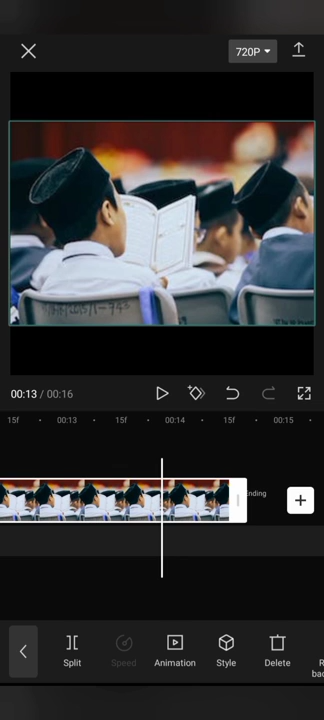 720P
00:13 / 00:16
15f 00:13 15f 00:14 15f 00:15
Ending
Split Speed Animation Style Delete